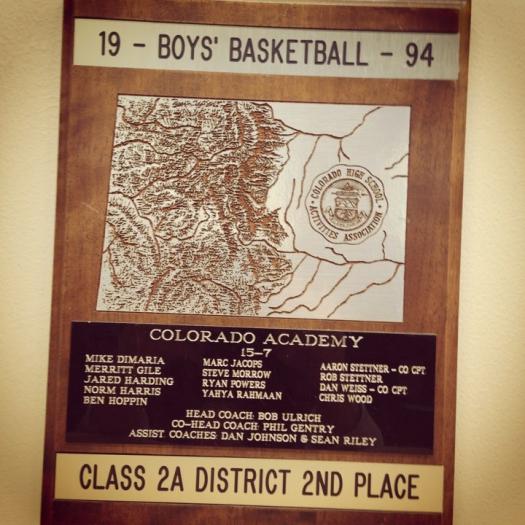 19 - BOYS' BASKETBALL - 94
COLORADO HIGH SCHOOL
ACTIVITIES ASSOCIATION
COLORADO ACADEMY
15-7
MIKE DIMARIA
MERRITT GILE
JARED HARDING
NORM HARRIS
BEN HOPPIN
MARC JACOPS
STEVE MORROW
RYAN POWERS
YAHYA RAHMAAN
AARON STETTNER - CO CPT
ROB STETTNER
DAN WEISS - CO CPT
CHRIS WOOD
HEAD COACH: BOB ULRICH
CO-HEAD COACH: PHIL GENTRY
ASSIST. COACHES: DAN JOHNSON & SEAN RILEY
CLASS 2A DISTRICT 2ND PLACE